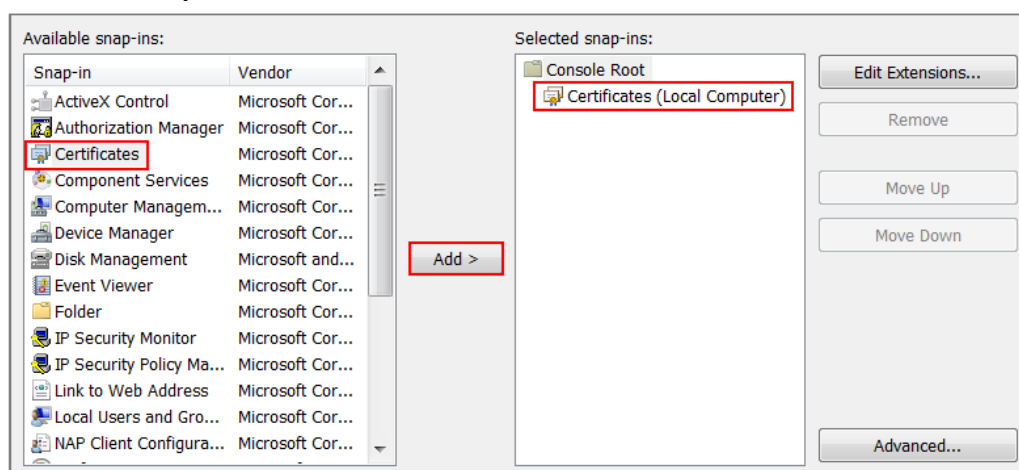 Available snap-ins:
Selected snap-ins:
Snap-in Vendor
ActiveX Control Microsoft Cor...
Authorization Manager Microsoft Cor...
Certificates Microsoft Cor...
Component Services Microsoft Cor...
Computer Managem... Microsoft Cor...
Device Manager Microsoft Cor...
Disk Management Microsoft and...
Event Viewer Microsoft Cor...
Folder Microsoft Cor...
IP Security Monitor Microsoft Cor...
IP Security Policy Ma... Microsoft Cor...
Link to Web Address Microsoft Cor...
Local Users and Gro... Microsoft Cor...
NAP Client Configura... Microsoft Cor...
Add >
Console Root
Certificates (Local Computer)
Edit Extensions...
Remove
Move Up
Move Down
Advanced...